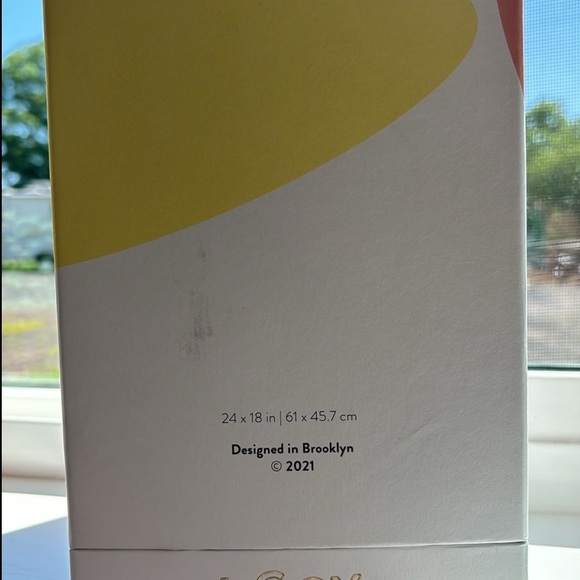 24 x 18 in | 61 x 45.7 cm
Designed in Brooklyn
© 2021